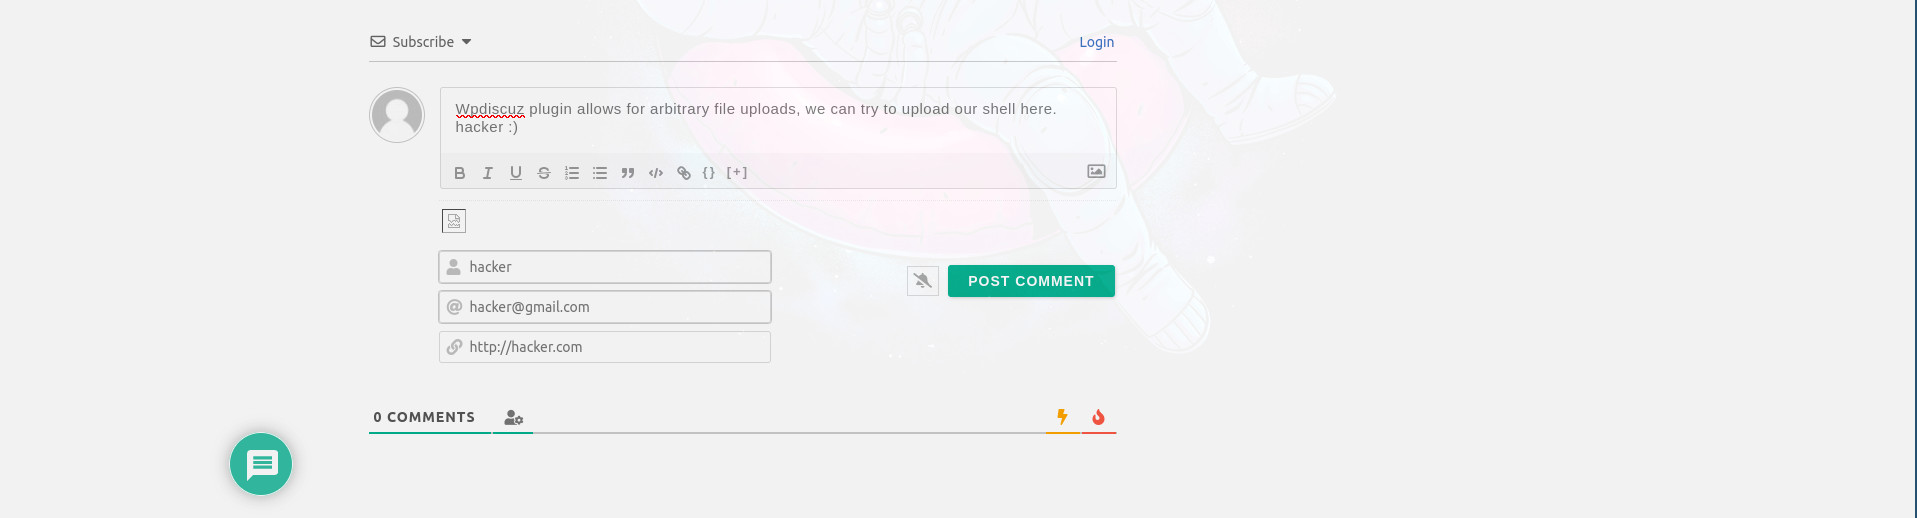 Subscribe
Login
Wpdiscuz plugin allows for arbitrary file uploads, we can try to upload our shell here.
hacker :)
B I U S </> {} [+]
hacker
hacker@gmail.com
POST COMMENT
http://hacker.com
0 COMMENTS